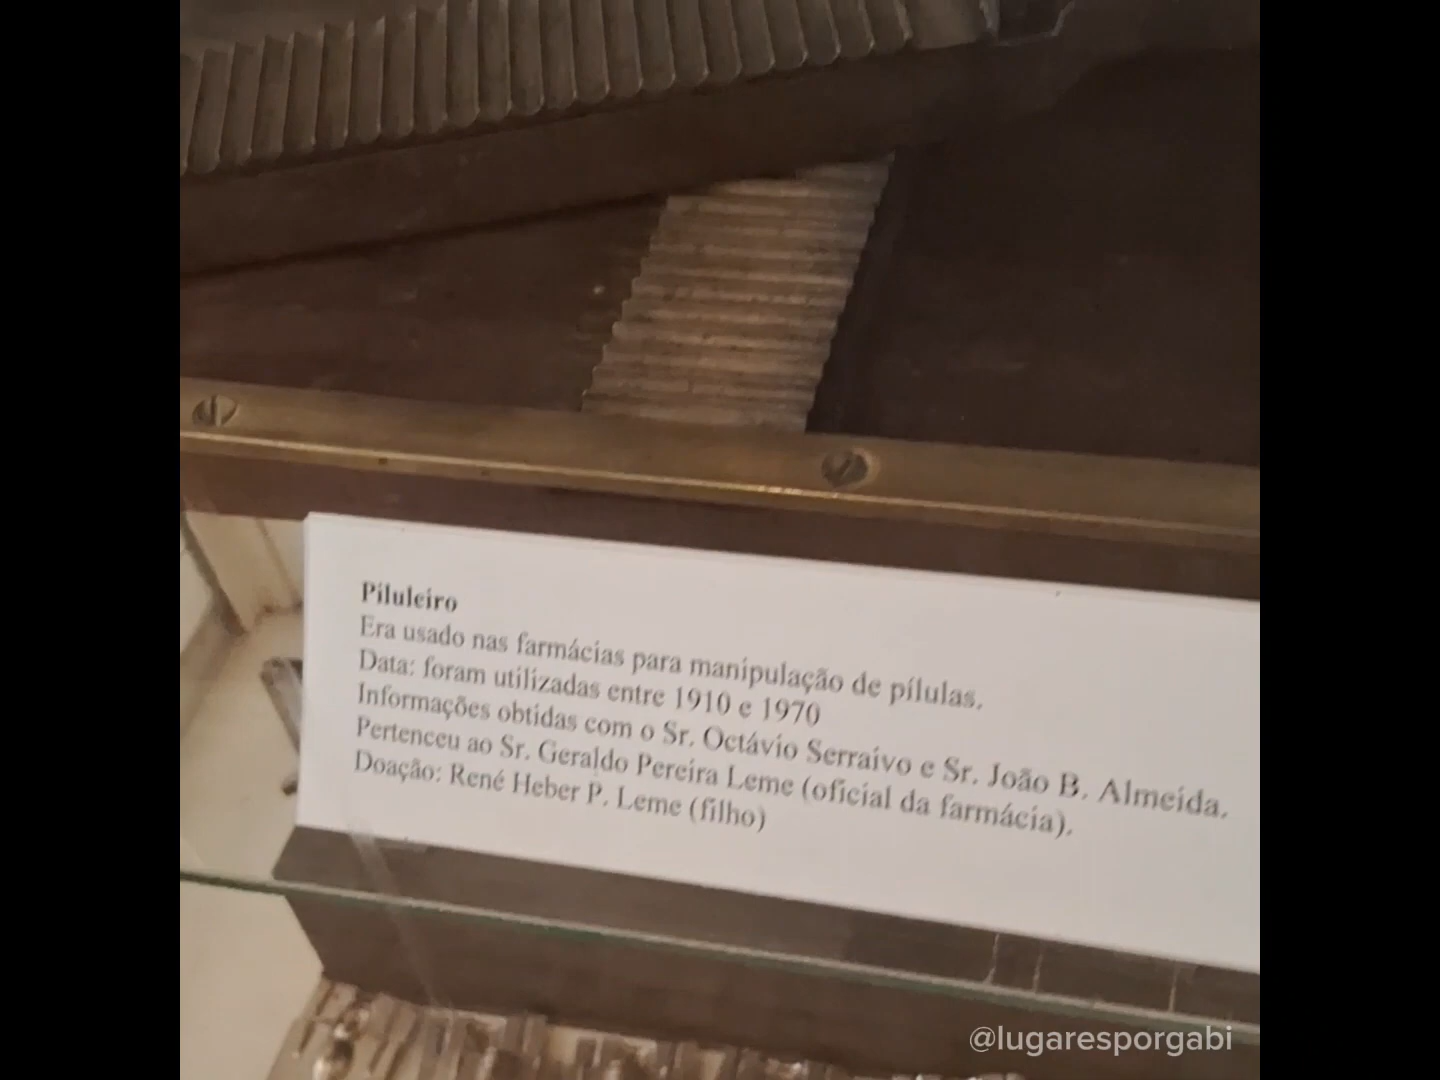 Piluleiro
Era usado nas farmácias para manipulação de pílulas.
Data: foram utilizadas entre 1910 e 1970
Informações obtidas com o Sr. Octávio Serraivo e Sr. João B. Almeida.
Pertenceu ao Sr. Geraldo Pereira Leme (oficial da farmácia).
Doação: René Heber P. Leme (filho)
@lugaresporgabi